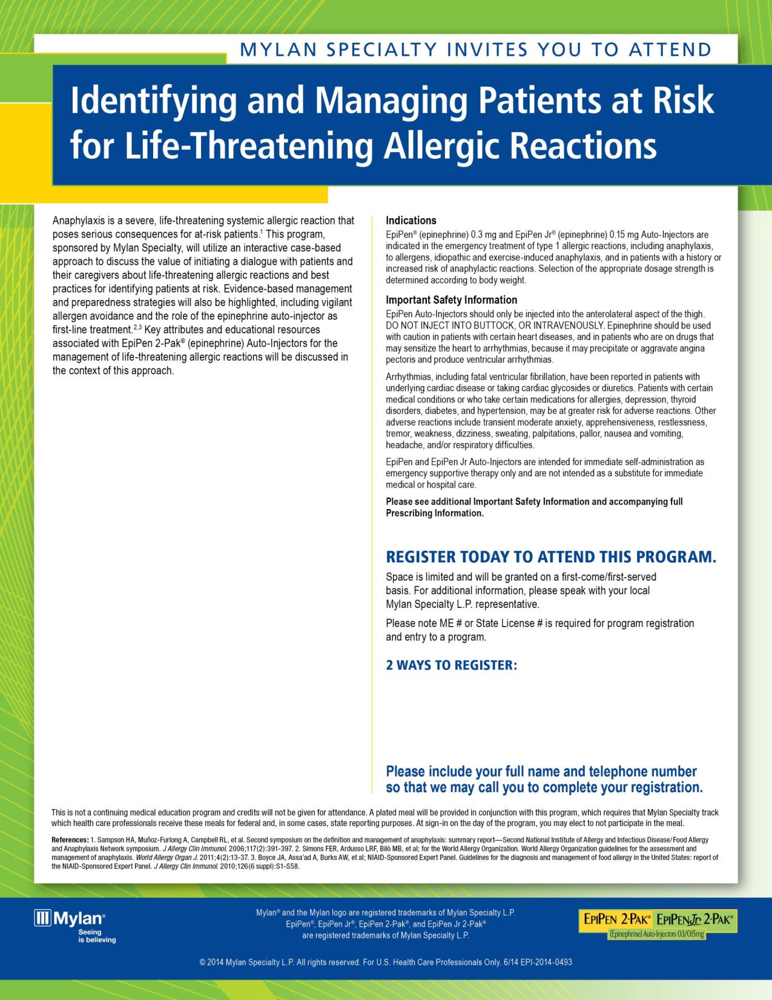 MYLAN SPECIALTY INVITES YOU TO ATTEND
Identifying and Managing Patients at Risk
for Life-Threatening Allergic Reactions
Anaphylaxis is a severe, life-threatening systemic allergic reaction that
poses serious consequences for at-risk patients.¹ This program,
sponsored by Mylan Specialty, will utilize an interactive case-based
approach to discuss the value of initiating a dialogue with patients and
their caregivers about life-threatening allergic reactions and best
practices for identifying patients at risk. Evidence-based management
and preparedness strategies will also be highlighted, including vigilant
allergen avoidance and the role of the epinephrine auto-injector as
first-line treatment.²,³ Key attributes and educational resources
associated with EpiPen 2-Pak® (epinephrine) Auto-Injectors for the
management of life-threatening allergic reactions will be discussed in
the context of this approach.
Indications
EpiPen® (epinephrine) 0.3 mg and EpiPen Jr® (epinephrine) 0.15 mg Auto-Injectors are
indicated in the emergency treatment of type 1 allergic reactions, including anaphylaxis,
to allergens, idiopathic and exercise-induced anaphylaxis, and in patients with a history or
increased risk of anaphylactic reactions. Selection of the appropriate dosage strength is
determined according to body weight.
Important Safety Information
EpiPen Auto-Injectors should only be injected into the anterolateral aspect of the thigh.
DO NOT INJECT INTO BUTTOCK, OR INTRAVENOUSLY. Epinephrine should be used
with caution in patients with certain heart diseases, and in patients who are on drugs that
may sensitize the heart to arrhythmias, because it may precipitate or aggravate angina
pectoris and produce ventricular arrhythmias.
Arrhythmias, including fatal ventricular fibrillation, have been reported in patients with
underlying cardiac disease or taking cardiac glycosides or diuretics. Patients with certain
medical conditions or who take certain medications for allergies, depression, thyroid
disorders, diabetes, and hypertension, may be at greater risk for adverse reactions. Other
adverse reactions include transient moderate anxiety, apprehensiveness, restlessness,
tremor, weakness, dizziness, sweating, palpitations, pallor, nausea and vomiting,
headache, and/or respiratory difficulties.
EpiPen and EpiPen Jr Auto-Injectors are intended for immediate self-administration as
emergency supportive therapy only and are not intended as a substitute for immediate
medical or hospital care.
Please see additional Important Safety Information and accompanying full
Prescribing Information.
REGISTER TODAY TO ATTEND THIS PROGRAM.
Space is limited and will be granted on a first-come/first-served
basis. For additional information, please speak with your local
Mylan Specialty L.P. representative.
Please note ME # or State License # is required for program registration
and entry to a program.
2 WAYS TO REGISTER:
Please include your full name and telephone number
so that we may call you to complete your registration.
This is not a continuing medical education program and credits will not be given for attendance. A plated meal will be provided in conjunction with this program, which requires that Mylan Specialty track
which health care professionals receive these meals for federal and, in some cases, state reporting purposes. At sign-in on the day of the program, you may elect to not participate in the meal.
References: 1. Sampson HA, Muñoz-Furlong A, Campbell RL, et al. Second symposium on the definition and management of anaphylaxis: summary report—Second National Institute of Allergy and Infectious Disease/Food Allergy
and Anaphylaxis Network symposium. J Allergy Clin Immunol. 2006;117(2):391-397. 2. Simons FER, Ardusso LRF, Bilò MB, et al; for the World Allergy Organization. World Allergy Organization guidelines for the assessment and
management of anaphylaxis. World Allergy Organ J. 2011;4(2):13-37. 3. Boyce JA, Assa'ad A, Burks AW, et al; NIAID-Sponsored Expert Panel. Guidelines for the diagnosis and management of food allergy in the United States: report of
the NIAID-Sponsored Expert Panel. J Allergy Clin Immunol. 2010;126(6 suppl):S1-S58.
Mylan®
Seeing
is believing
Mylan® and the Mylan logo are registered trademarks of Mylan Specialty L.P.
EpiPen®, EpiPen Jr®, EpiPen 2-Pak®, and EpiPen Jr 2-Pak®
are registered trademarks of Mylan Specialty L.P.
EPIPEN 2-PAK® EPIPENJr 2-PAK®
(Epinephrine) Auto-Injectors 0.3/0.15mg
© 2014 Mylan Specialty L.P. All rights reserved. For U.S. Health Care Professionals Only. 6/14 EPI-2014-0493